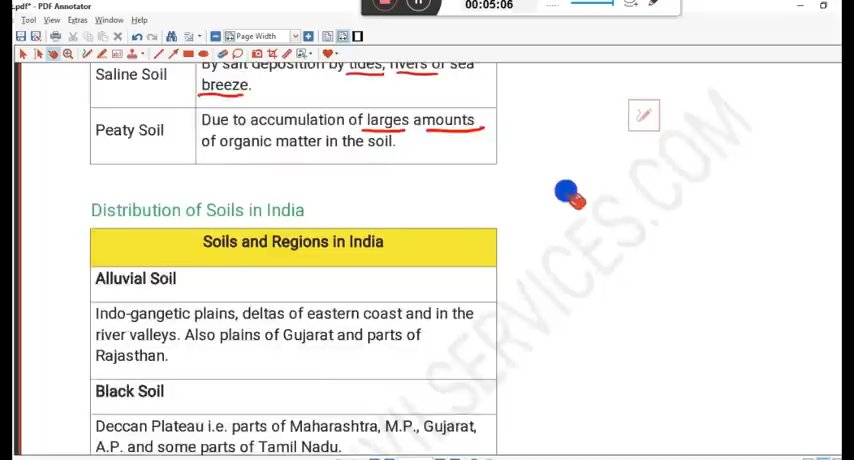 .pdf* - PDF Annotator
00:05:06
Tool View Extras Window Help
Page Width
Saline Soil
By salt deposition by tides, rivers or sea
breeze.
Peaty Soil
Due to accumulation of larges amounts
of organic matter in the soil.
Distribution of Soils in India
Soils and Regions in India
Alluvial Soil
Indo-gangetic plains, deltas of eastern coast and in the
river valleys. Also plains of Gujarat and parts of
Rajasthan.
Black Soil
Deccan Plateau i.e. parts of Maharashtra, M.P., Gujarat,
A.P. and some parts of Tamil Nadu.